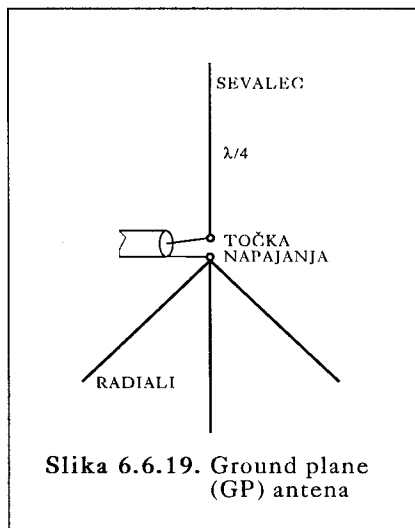 SEVALEC
λ/4
TOČKA
NAPAJANJA
RADIALI
Slika 6.6.19. Ground plane
(GP) antena